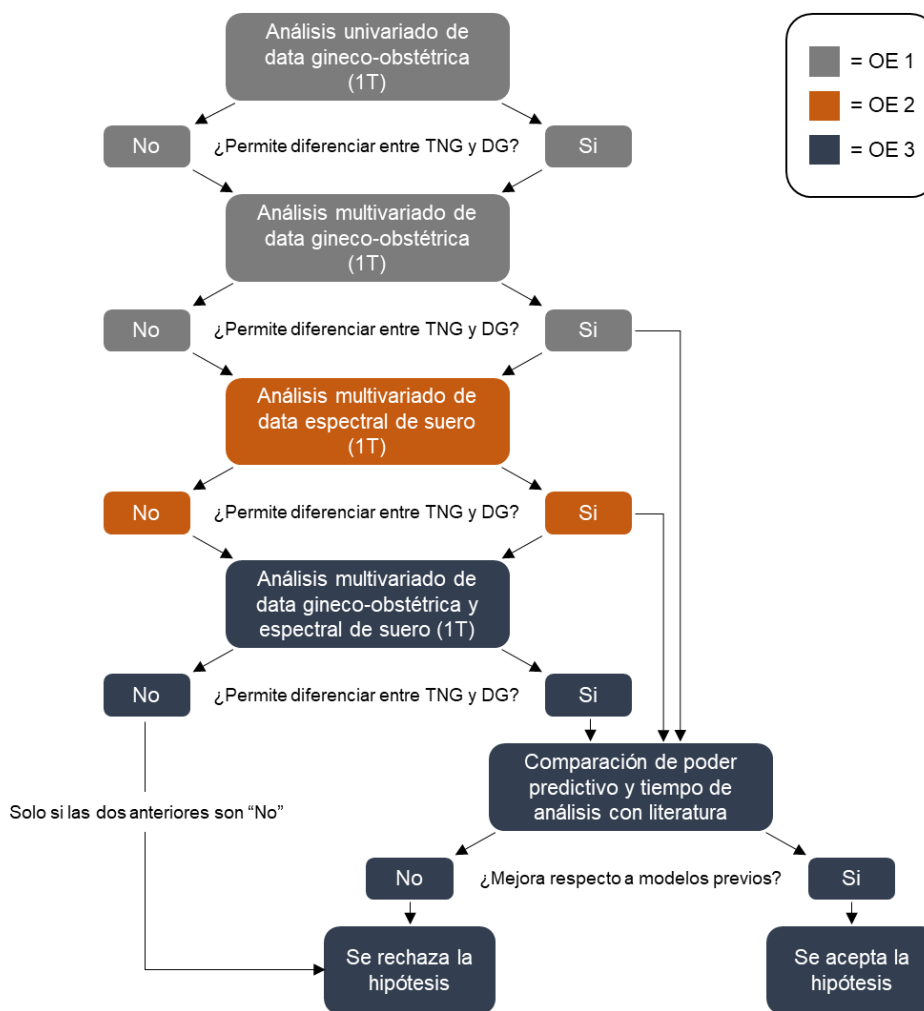 Análisis univariado de
data gineco-obstétrica
(1T)
= OE 1
= OE 2
= OE 3
No
¿Permite diferenciar entre TNG y DG?
Si
Análisis multivariado de
data gineco-obstétrica
(1T)
No
¿Permite diferenciar entre TNG y DG?
Si
Análisis multivariado de
data espectral de suero
(1T)
No
¿Permite diferenciar entre TNG y DG?
Si
Análisis multivariado de
data gineco-obstétrica y
espectral de suero (1T)
No
¿Permite diferenciar entre TNG y DG?
Si
Comparación de poder
predictivo y tiempo de
análisis con literatura
Solo si las dos anteriores son “No”
No
¿Mejora respecto a modelos previos?
Si
Se rechaza la
hipótesis
Se acepta la
hipótesis